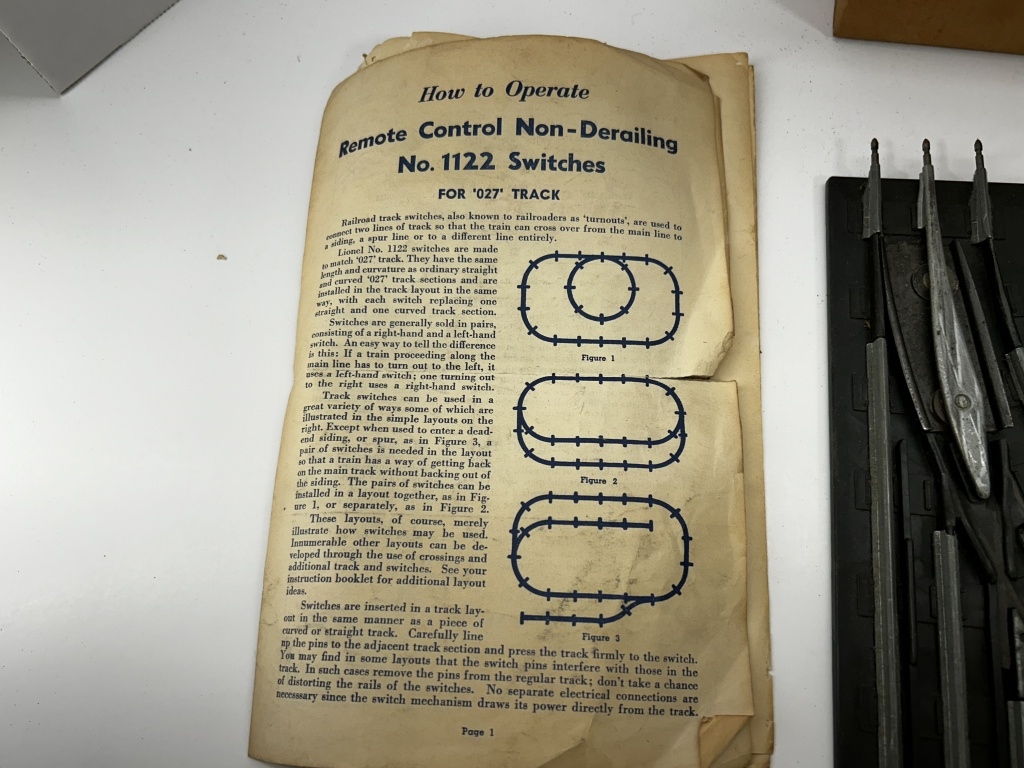 How to Operate
Remote Control Non-Derailing
No. 1122 Switches
FOR '027' TRACK
Railroad track switches, also known to railroaders as 'turnouts', are used to
connect two lines of track so that the train can cross over from the main line to
a siding, a spur line or to a different line entirely.
Lionel No. 1122 switches are made
to match '027' track. They have the same
length and curvature as ordinary straight
and curved '027' track sections and are
installed in the track layout in the same
way, with each switch replacing one
straight and one curved track section.
Switches are generally sold in pairs,
consisting of a right-hand and a left-hand
switch. An easy way to tell the difference
is this: If a train proceeding along the
main line has to turn out to the left, it
uses a left-hand switch; one turning out
to the right uses a right-hand switch.
Track switches can be used in a
great variety of ways some of which are
illustrated in the simple layouts on the
right. Except when used to enter a dead-
end siding, or spur, as in Figure 3, a
pair of switches is needed in the layout
so that a train has a way of getting back
on the main track without backing out of
the siding. The pairs of switches can be
installed in a layout together, as in Fig-
ure 1, or separately, as in Figure 2.
These layouts, of course, merely
illustrate how switches may be used.
Innumerable other layouts can be de-
veloped through the use of crossings and
additional track and switches. See your
instruction booklet for additional layout
ideas.
Figure 1
Figure 2
Figure 3
Switches are inserted in a track lay-
out in the same manner as a piece of
curved or straight track. Carefully line
up the pins to the adjacent track section and press the track firmly to the switch.
You may find in some layouts that the switch pins interfere with those in the
track. In such cases remove the pins from the regular track; don't take a chance
of distorting the rails of the switches. No separate electrical connections are
necessary since the switch mechanism draws its power directly from the track.
Page 1